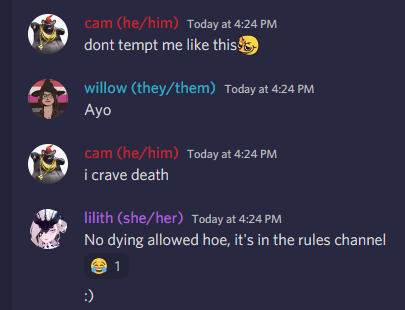 cam (he/him) Today at 4:24 PM
dont tempt me like this
willow (they/them) Today at 4:24 PM
Ayo
cam (he/him) Today at 4:24 PM
i crave death
lilith (she/her) Today at 4:24 PM
No dying allowed hoe, it's in the rules channel
😂 1
:)